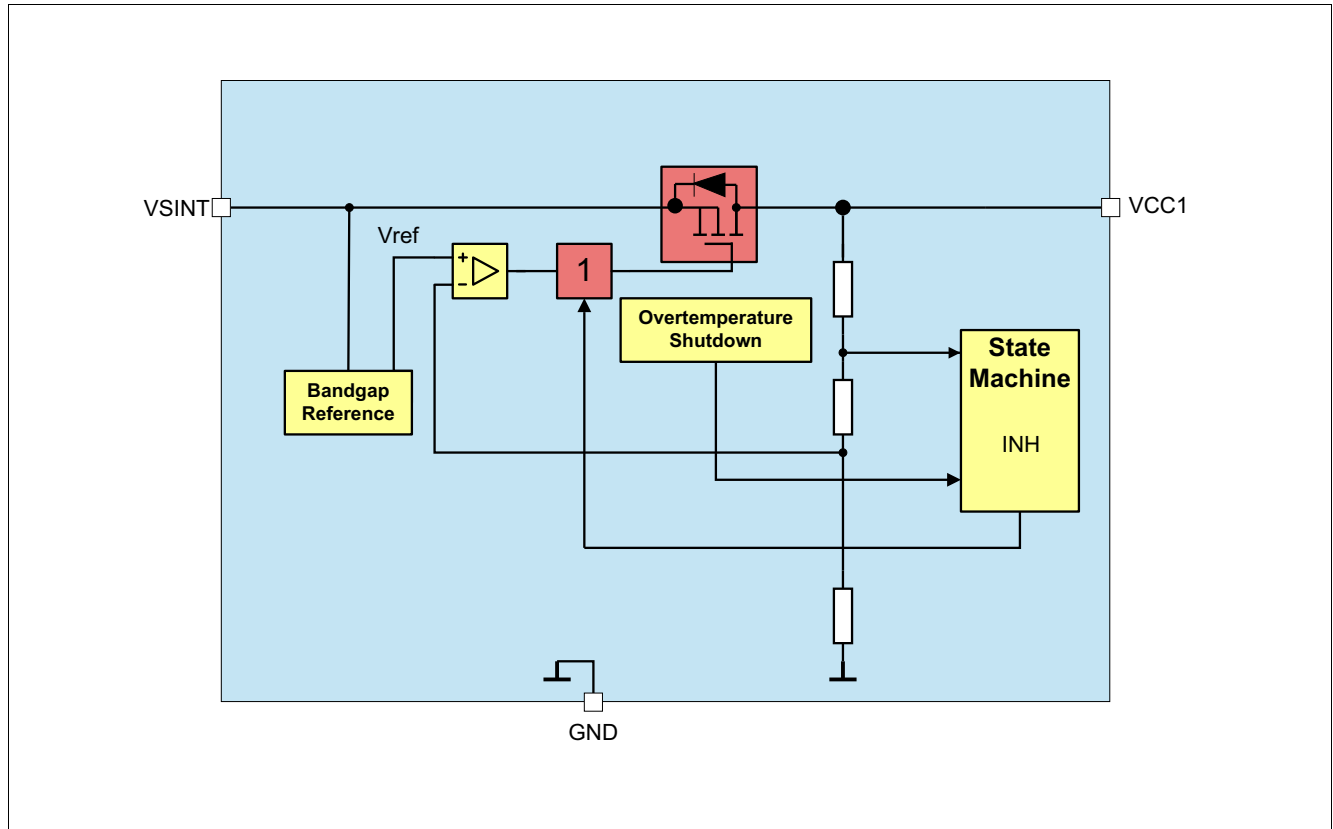 VSINT
VCC1
Vref
+
-
1
Overtemperature
Shutdown
State
Machine
INH
Bandgap
Reference
GND